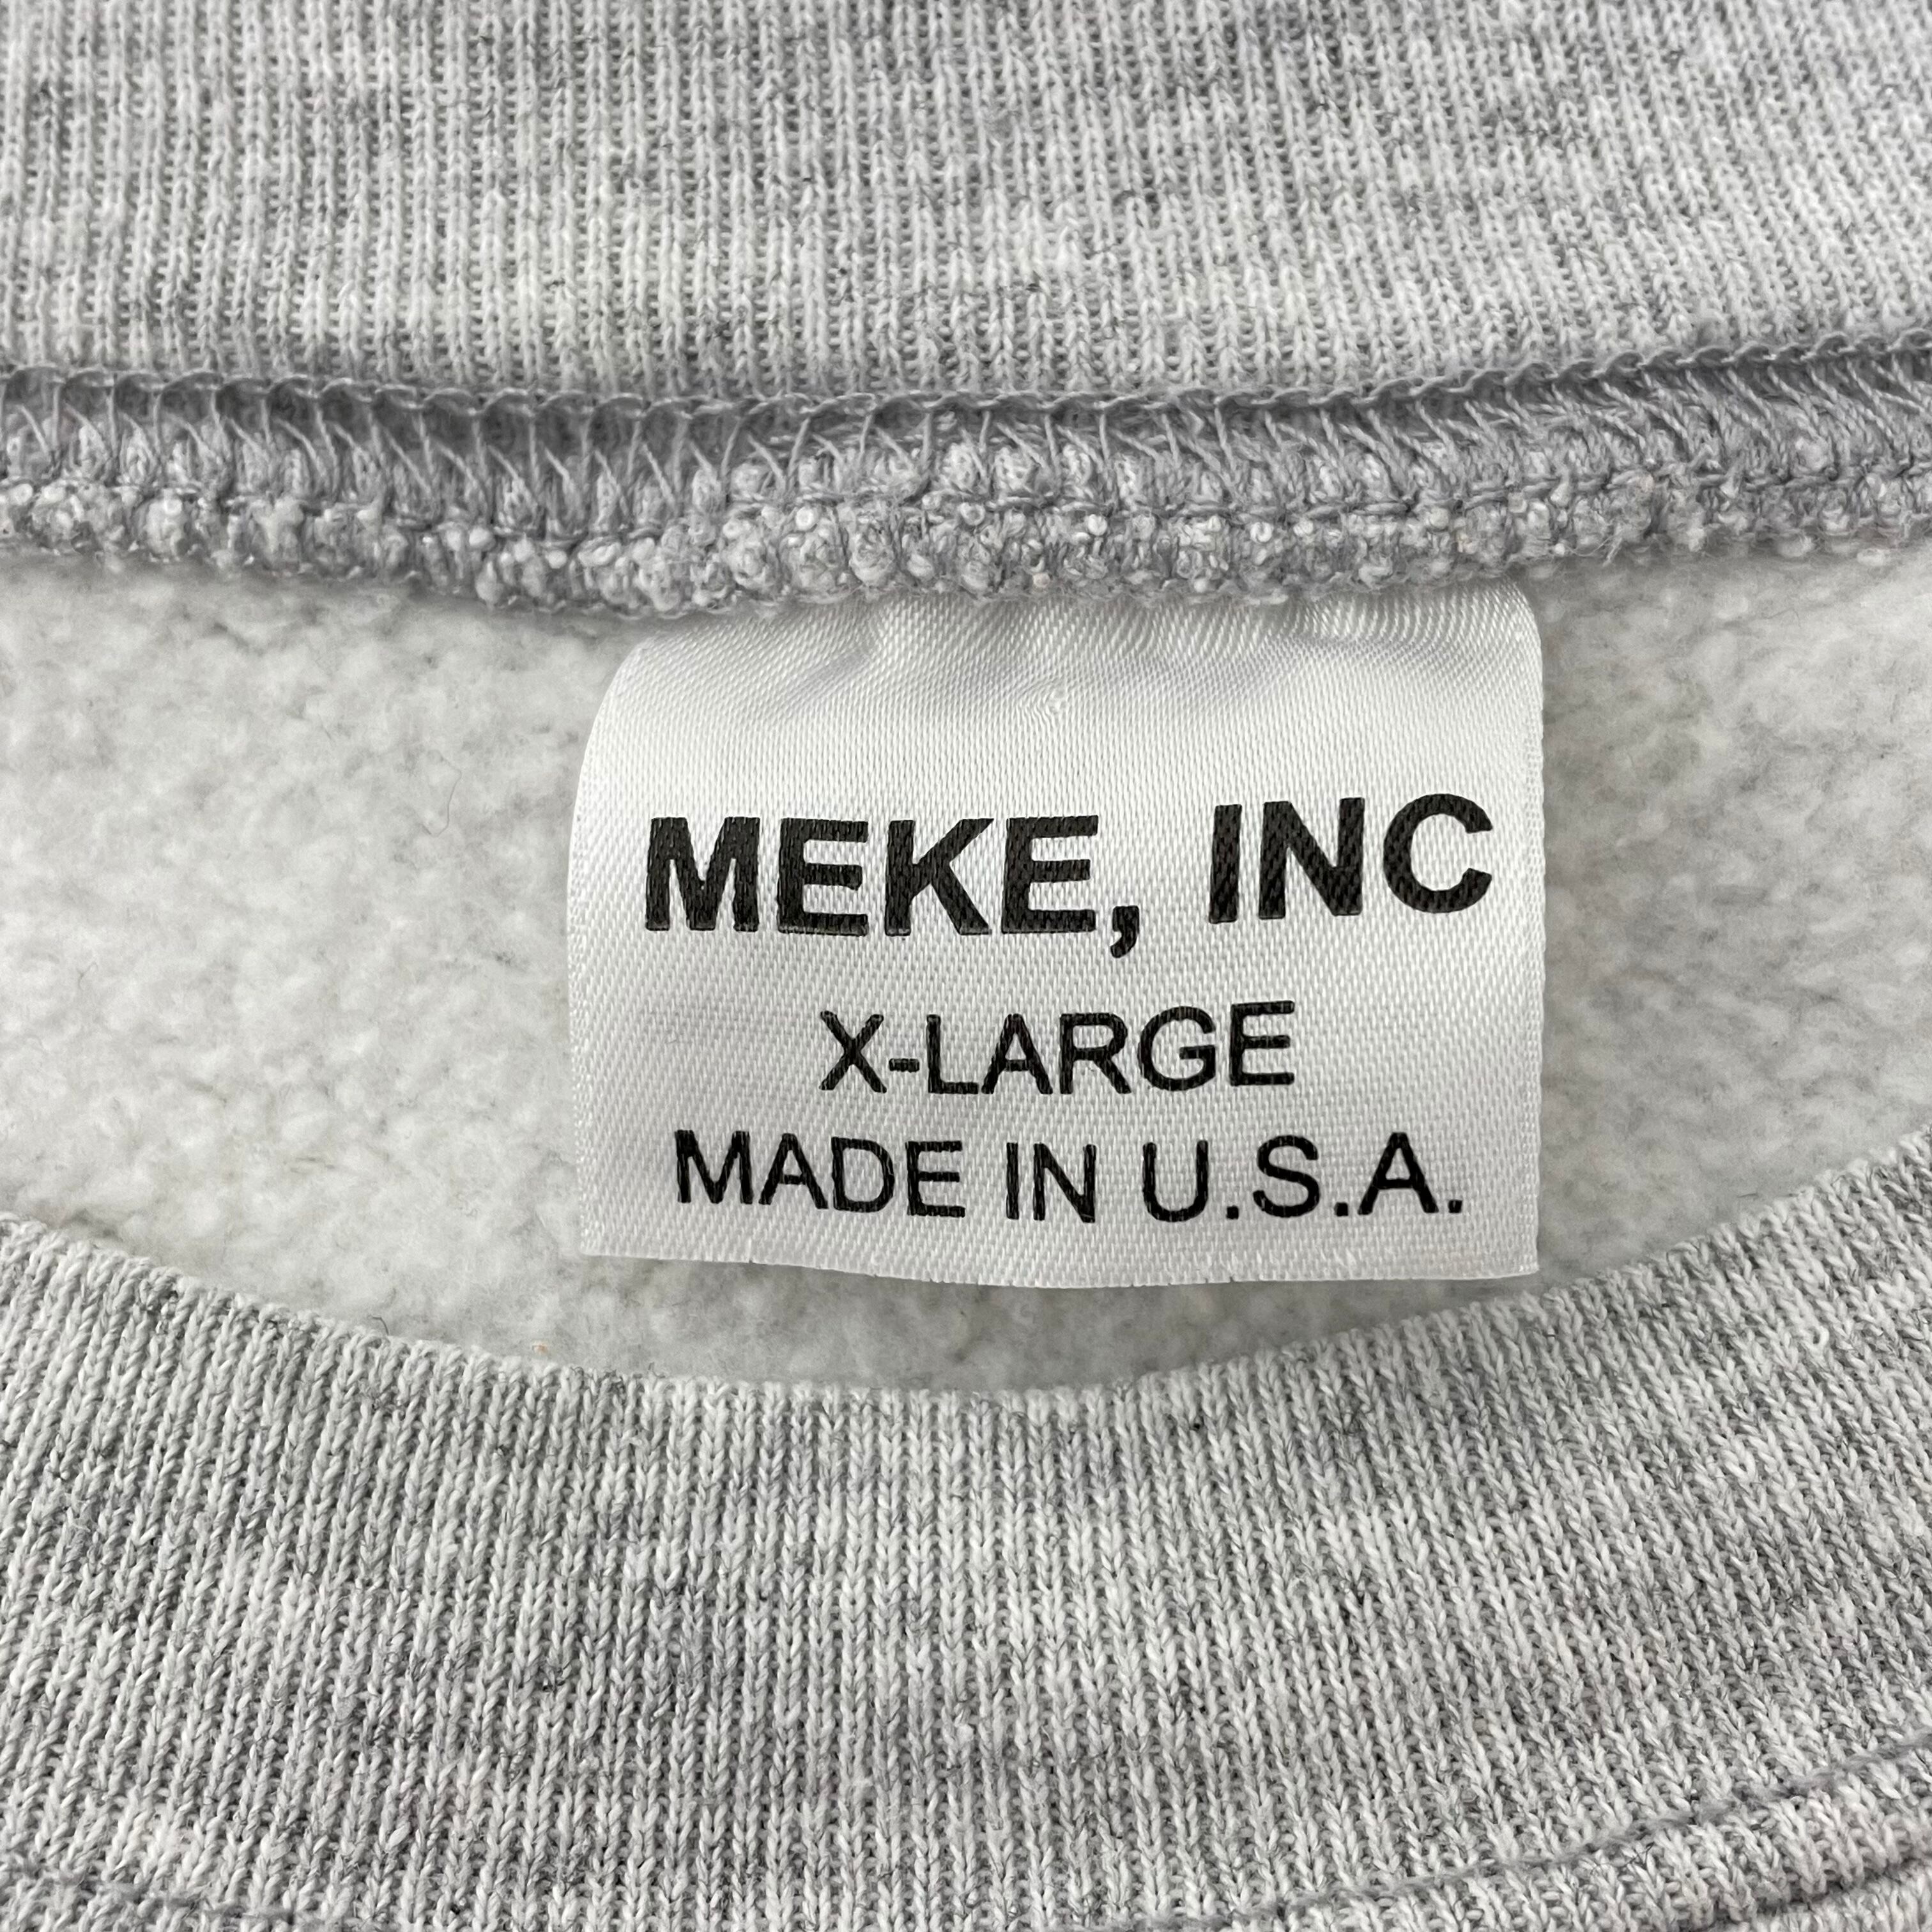 MEKE, INC
X-LARGE
MADE IN U.S.A.